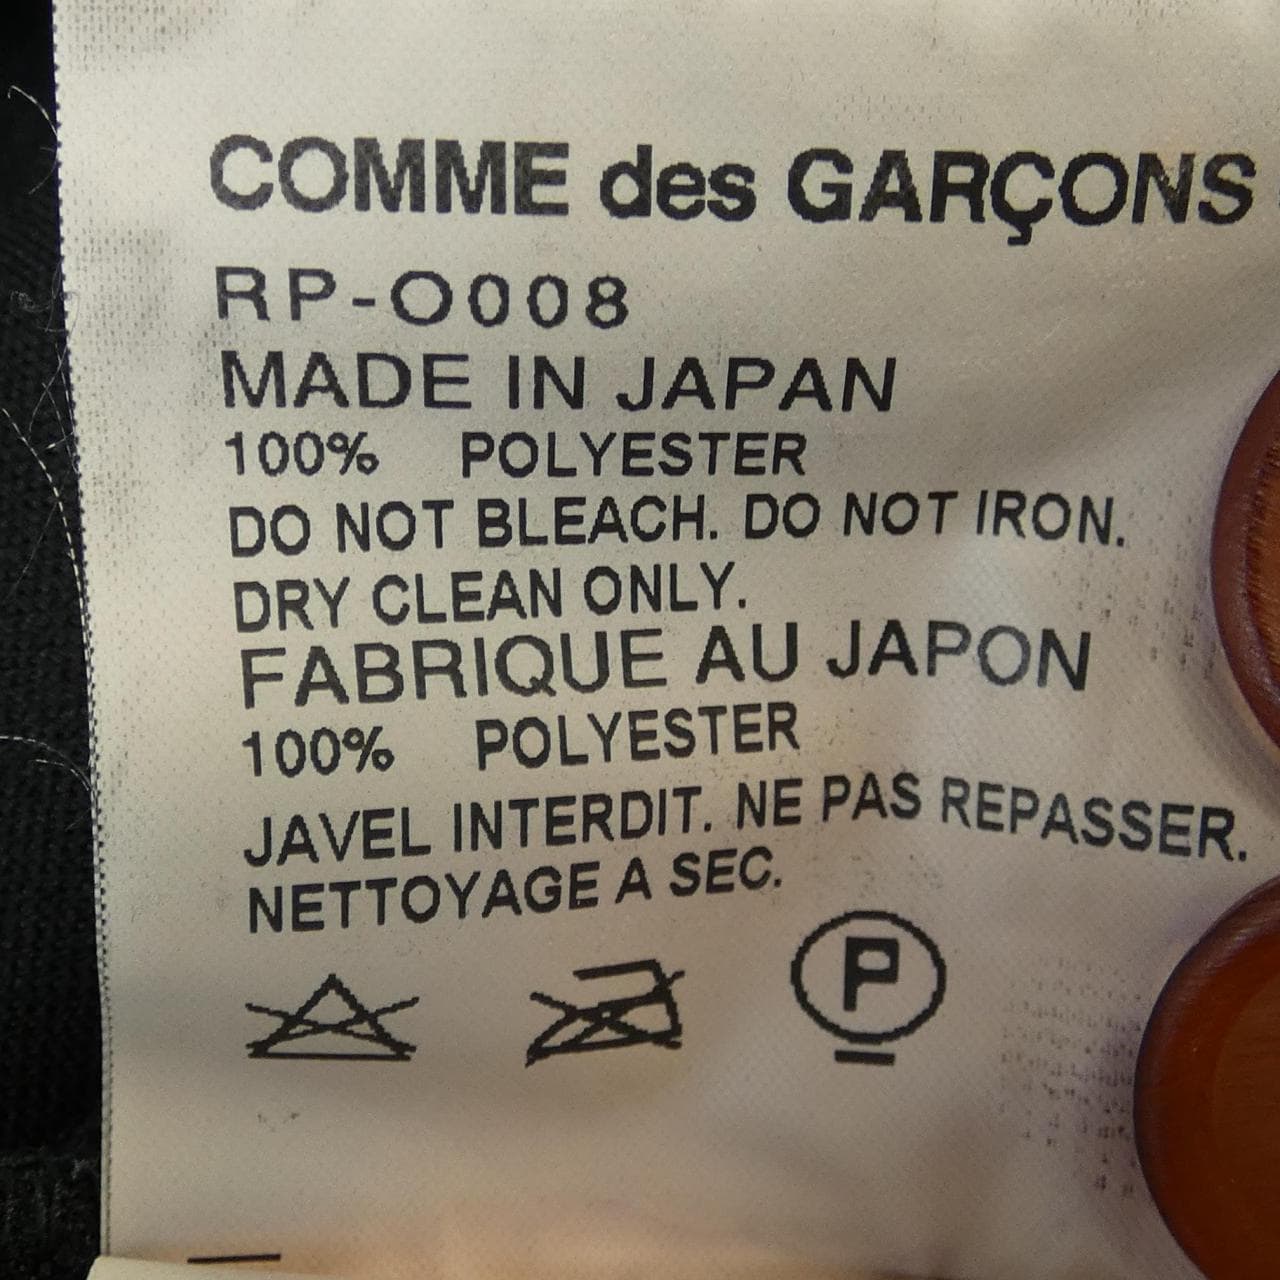 COMME des GARÇONS
RP-O008
MADE IN JAPAN
100% POLYESTER
DO NOT BLEACH. DO NOT IRON.
DRY CLEAN ONLY.
FABRIQUE AU JAPON
100% POLYESTER
JAVEL INTERDIT. NE PAS REPASSER.
NETTOYAGE A SEC.
P